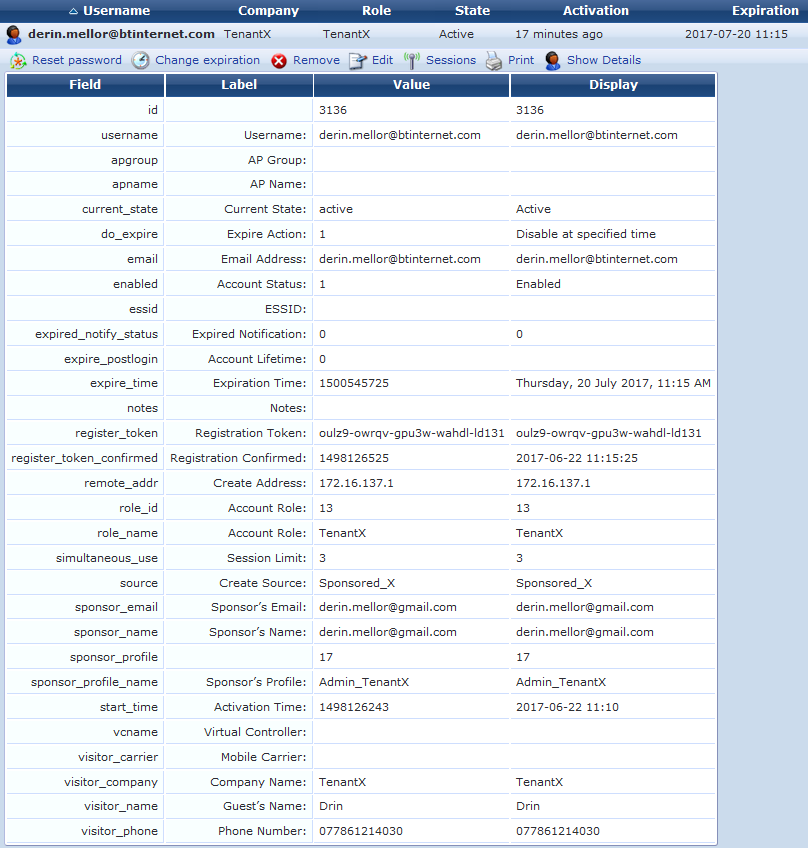 Username Company Role State Activation Expiration
derin.mellor@btinternet.com TenantX TenantX Active 17 minutes ago 2017-07-20 11:15
Reset password Change expiration Remove Edit Sessions Print Show Details
Field Label Value Display
id 3136 3136
username Username: derin.mellor@btinternet.com derin.mellor@btinternet.com
apgroup AP Group:
apname AP Name:
current_state Current State: active Active
do_expire Expire Action: 1 Disable at specified time
email Email Address: derin.mellor@btinternet.com derin.mellor@btinternet.com
enabled Account Status: 1 Enabled
essid ESSID:
expired_notify_status Expired Notification: 0 0
expire_postlogin Account Lifetime: 0
expire_time Expiration Time: 1500545725 Thursday, 20 July 2017, 11:15 AM
notes Notes:
register_token Registration Token: oulz9-owrqv-gpu3w-wahdl-ld131 oulz9-owrqv-gpu3w-wahdl-ld131
register_token_confirmed Registration Confirmed: 1498126525 2017-06-22 11:15:25
remote_addr Create Address: 172.16.137.1 172.16.137.1
role_id Account Role: 13 13
role_name Account Role: TenantX TenantX
simultaneous_use Session Limit: 3 3
source Create Source: Sponsored_X Sponsored_X
sponsor_email Sponsor's Email: derin.mellor@gmail.com derin.mellor@gmail.com
sponsor_name Sponsor's Name: derin.mellor@gmail.com derin.mellor@gmail.com
sponsor_profile 17 17
sponsor_profile_name Sponsor's Profile: Admin_TenantX Admin_TenantX
start_time Activation Time: 1498126243 2017-06-22 11:10
vcname Virtual Controller:
visitor_carrier Mobile Carrier:
visitor_company Company Name: TenantX TenantX
visitor_name Guest's Name: Drin Drin
visitor_phone Phone Number: 077861214030 077861214030